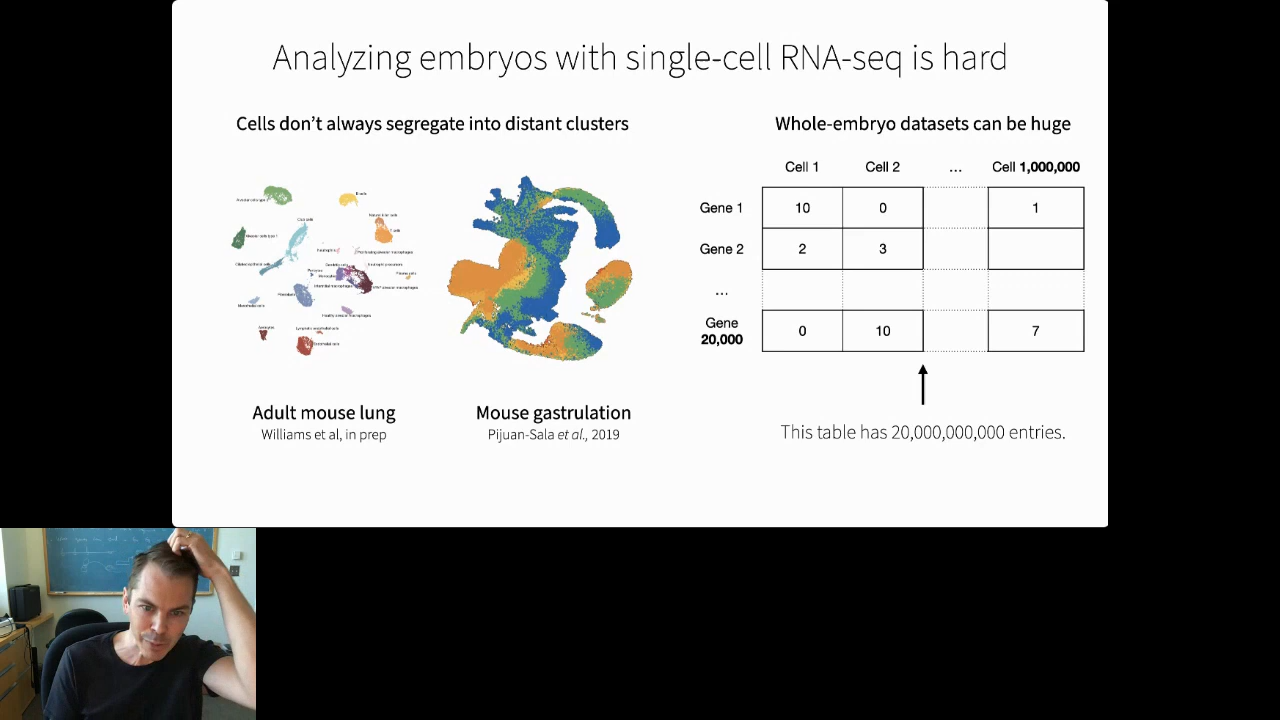 Analyzing embryos with single-cell RNA-seq is hard
Cells don’t always segregate into distant clusters
Adult mouse lung
Williams et al, in prep
Mouse gastrulation
Pijuan-Sala et al., 2019
Whole-embryo datasets can be huge
Cell 1 Cell 2 … Cell 1,000,000
Gene 1 10 0 1
Gene 2 2 3
…
Gene
20,000 0 10 7
This table has 20,000,000,000 entries.